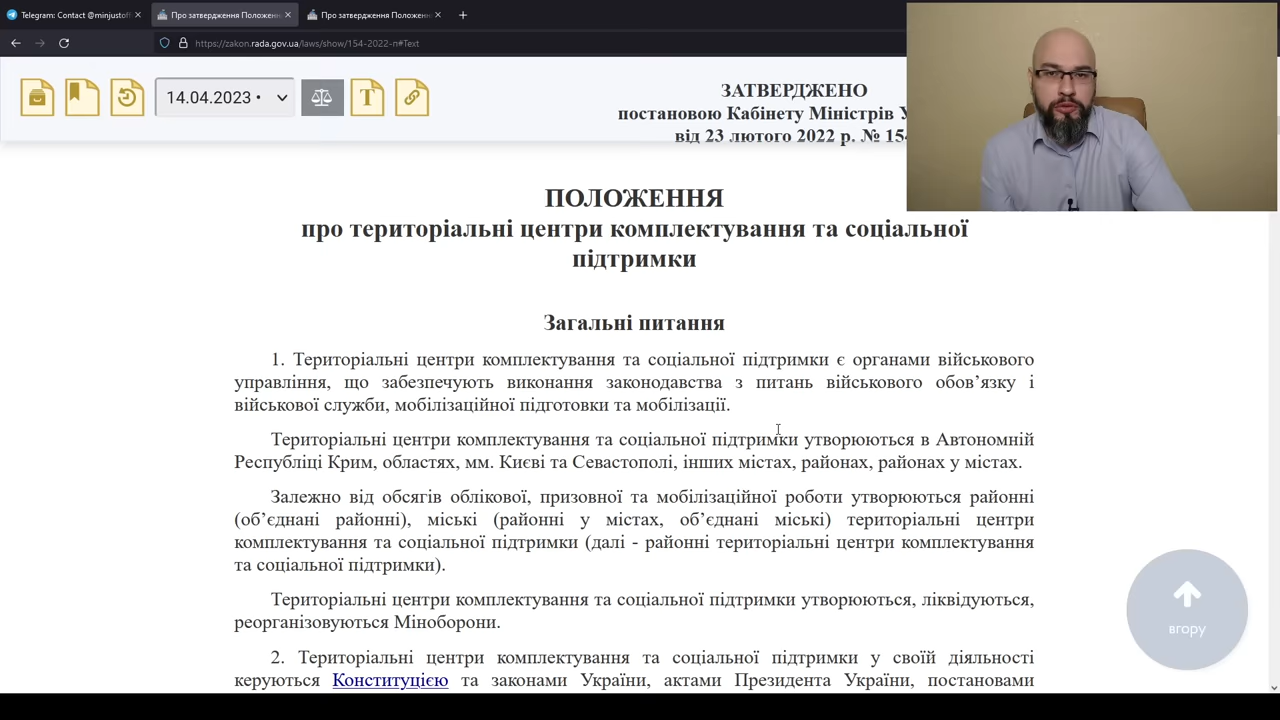 Telegram: Contact @minjustof
Про затвердження Положен
Про затвердження Положен
https://zakon.rada.gov.ua/laws/show/154-2022-п#Text
14.04.2023 •
T
ЗАТВЕРДЖЕНО
постановою Кабінету Міністрів У
від 23 лютого 2022 р. № 154
ПОЛОЖЕННЯ
про територіальні центри комплектування та соціальної
підтримки
Загальні питання
1. Територіальні центри комплектування та соціальної підтримки є органами військового
управління, що забезпечують виконання законодавства з питань військового обов’язку і
військової служби, мобілізаційної підготовки та мобілізації.
Територіальні центри комплектування та соціальної підтримки утворюються в Автономній
Республіці Крим, областях, мм. Києві та Севастополі, інших містах, районах, районах у містах.
Залежно від обсягів облікової, призовної та мобілізаційної роботи утворюються районні
(об’єднані районні), міські (районні у містах, об’єднані міські) територіальні центри
комплектування та соціальної підтримки (далі - районні територіальні центри комплектування
та соціальної підтримки).
Територіальні центри комплектування та соціальної підтримки утворюються, ліквідуються,
реорганізовуються Міноборони.
2. Територіальні центри комплектування та соціальної підтримки у своїй діяльності
керуються Конституцією та законами України, актами Президента України, постановами
вгору